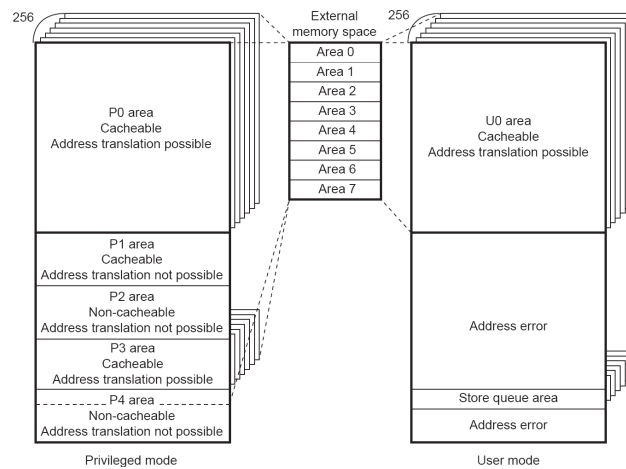 256
P0 area
Cacheable
Address translation possible
P1 area
Cacheable
Address translation not possible
P2 area
Non-cacheable
Address translation not possible
P3 area
Cacheable
Address translation possible
P4 area
Non-cacheable
Address translation not possible
Privileged mode
External
memory space
Area 0
Area 1
Area 2
Area 3
Area 4
Area 5
Area 6
Area 7
256
U0 area
Cacheable
Address translation possible
Address error
Store queue area
Address error
User mode